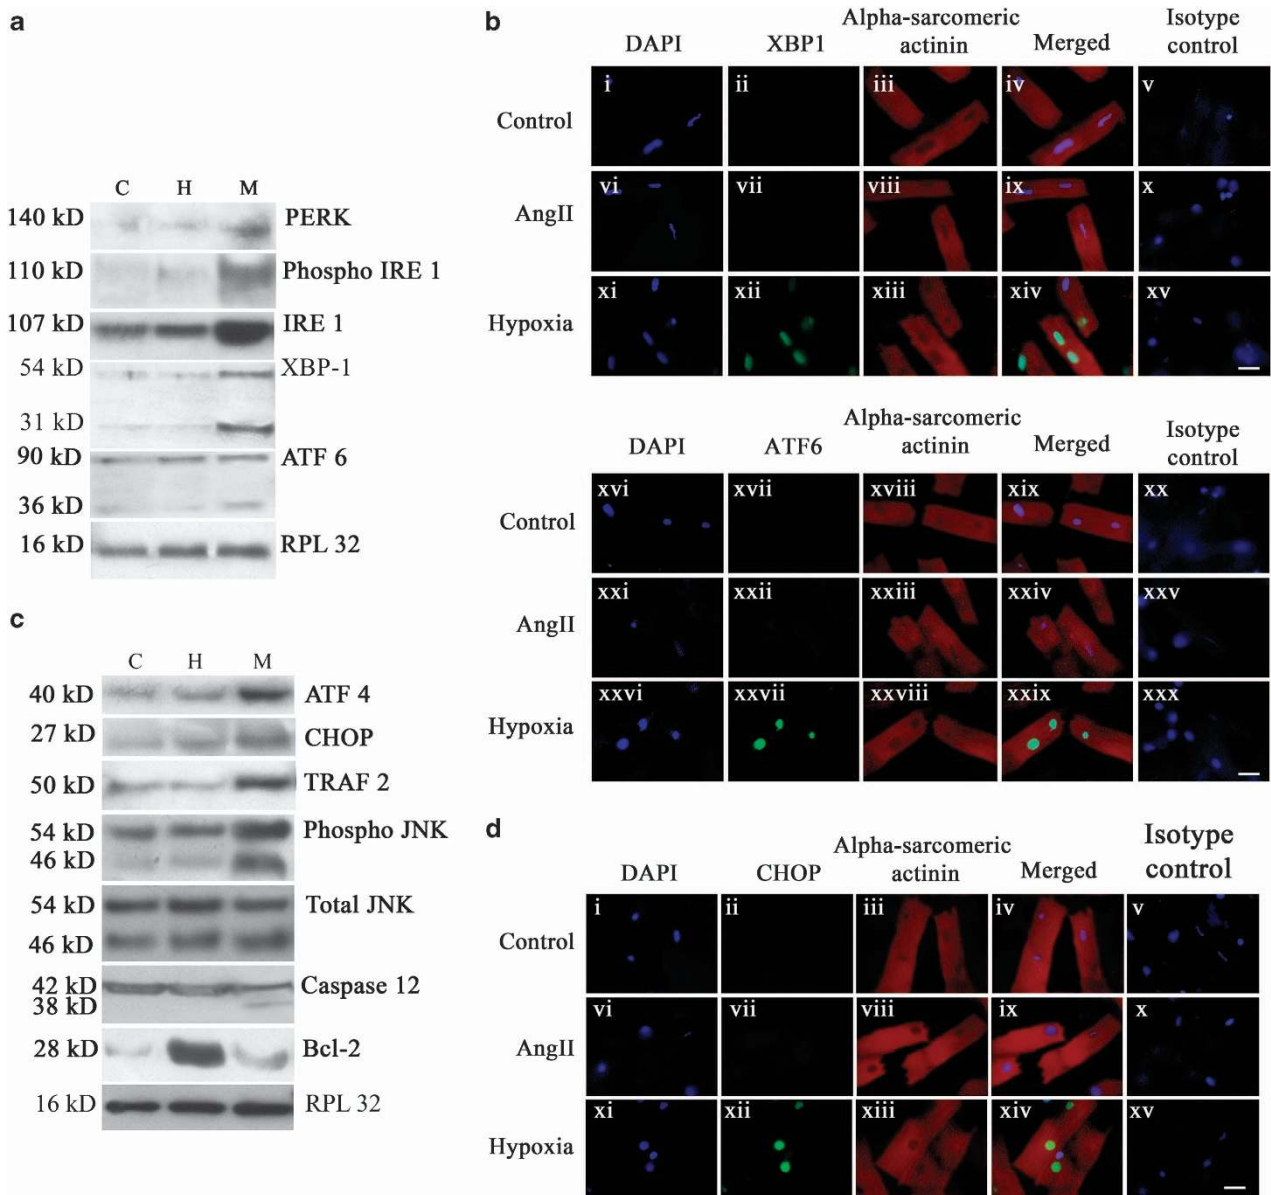 a
C H M
140 kD PERK
110 kD Phospho IRE 1
107 kD IRE 1
54 kD XBP-1
31 kD
90 kD ATF 6
36 kD
16 kD RPL 32
b
DAPI XBP1 Alpha-sarcomeric actinin Merged Isotype control
Control i ii iii iv v
AngII vi vii viii ix x
Hypoxia xi xii xiii xiv xv
DAPI ATF6 Alpha-sarcomeric actinin Merged Isotype control
Control xvi xvii xviii xix xx
AngII xxi xxii xxiii xxiv xxv
Hypoxia xxvi xxvii xxviii xxix xxx
c
C H M
40 kD ATF 4
27 kD CHOP
50 kD TRAF 2
54 kD Phospho JNK
46 kD
54 kD Total JNK
46 kD
42 kD Caspase 12
38 kD
28 kD Bcl-2
16 kD RPL 32
d
DAPI CHOP Alpha-sarcomeric actinin Merged Isotype control
Control i ii iii iv v
AngII vi vii viii ix x
Hypoxia xi xii xiii xiv xv